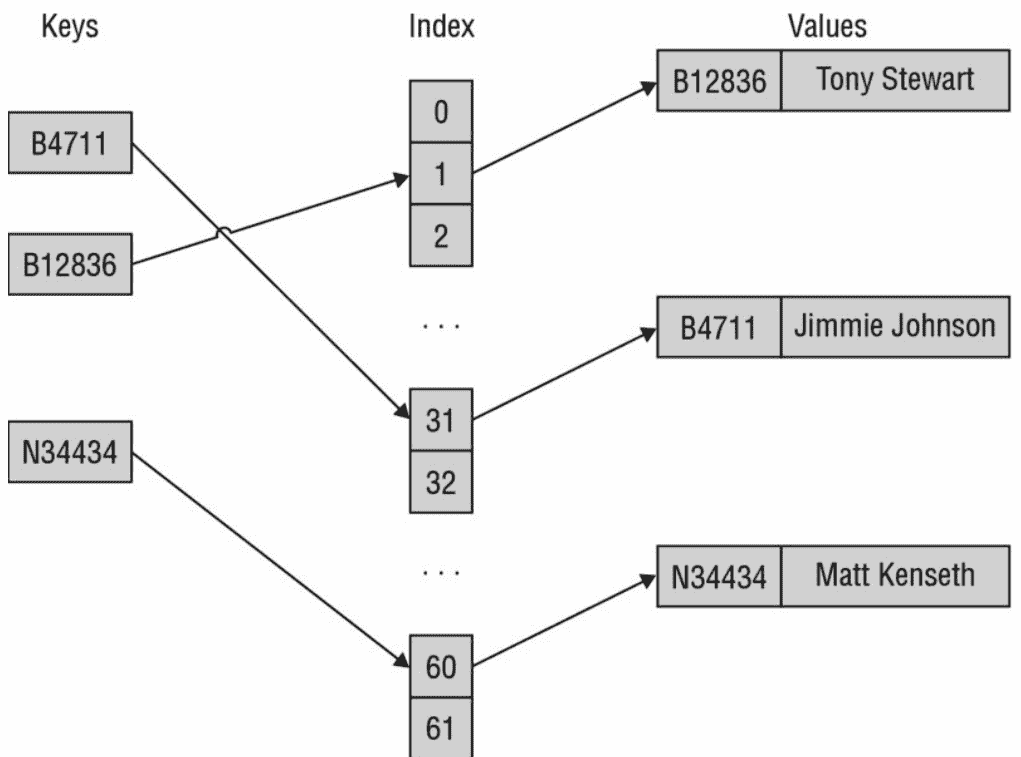 Keys Index Values
B4711
B12836
N34434
0
1
2
...
31
32
...
60
61
B12836 Tony Stewart
B4711 Jimmie Johnson
N34434 Matt Kenseth